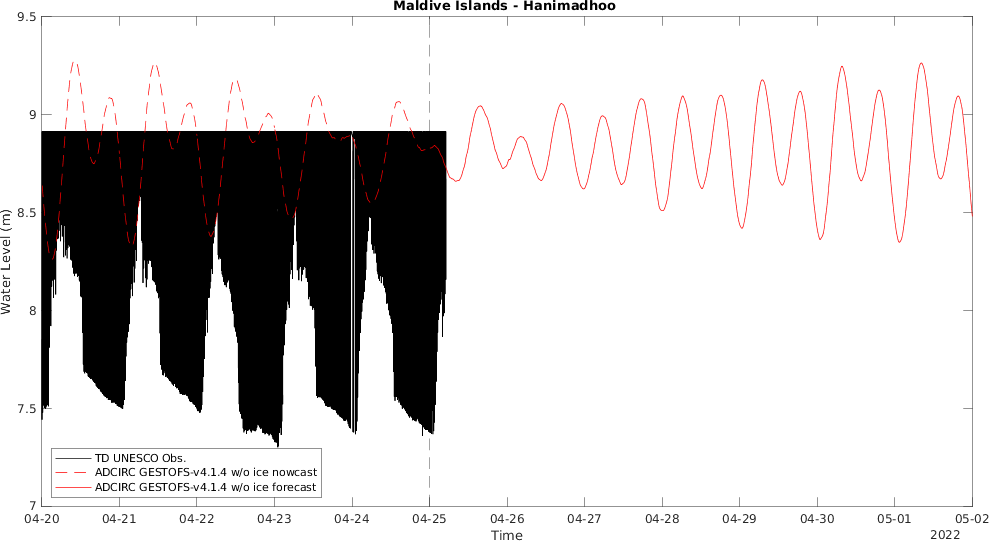 Maldive Islands - Hanimadhoo
9.5
9
8.5
8
7.5
7
Water Level (m)
TD UNESCO Obs.
ADCIRC GESTOFS-v4.1.4 w/o ice nowcast
ADCIRC GESTOFS-v4.1.4 w/o ice forecast
04-20 04-21 04-22 04-23 04-24 04-25 04-26 04-27 04-28 04-29 04-30 05-01 05-02
Time
2022